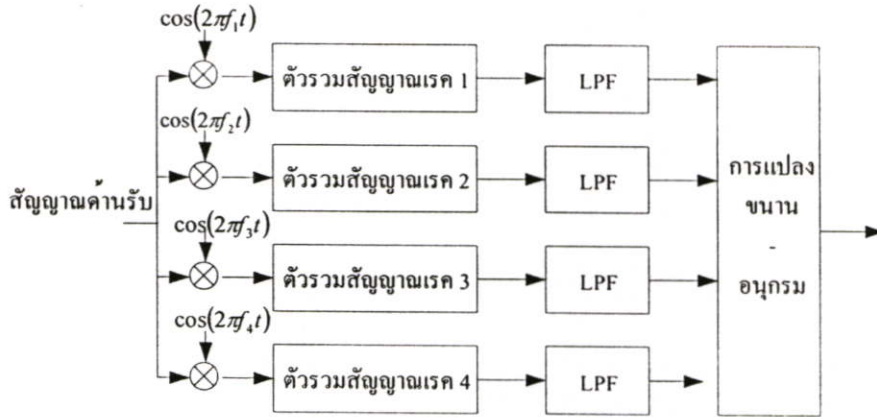 cos(2πf₁t)
ตัวรวมสัญญาณเรค 1
LPF
cos(2πf₂t)
ตัวรวมสัญญาณเรค 2
LPF
สัญญาณด้านรับ
cos(2πf₃t)
ตัวรวมสัญญาณเรค 3
LPF
cos(2πf₄t)
ตัวรวมสัญญาณเรค 4
LPF
การแปลง
ขนาน
-
อนุกรม